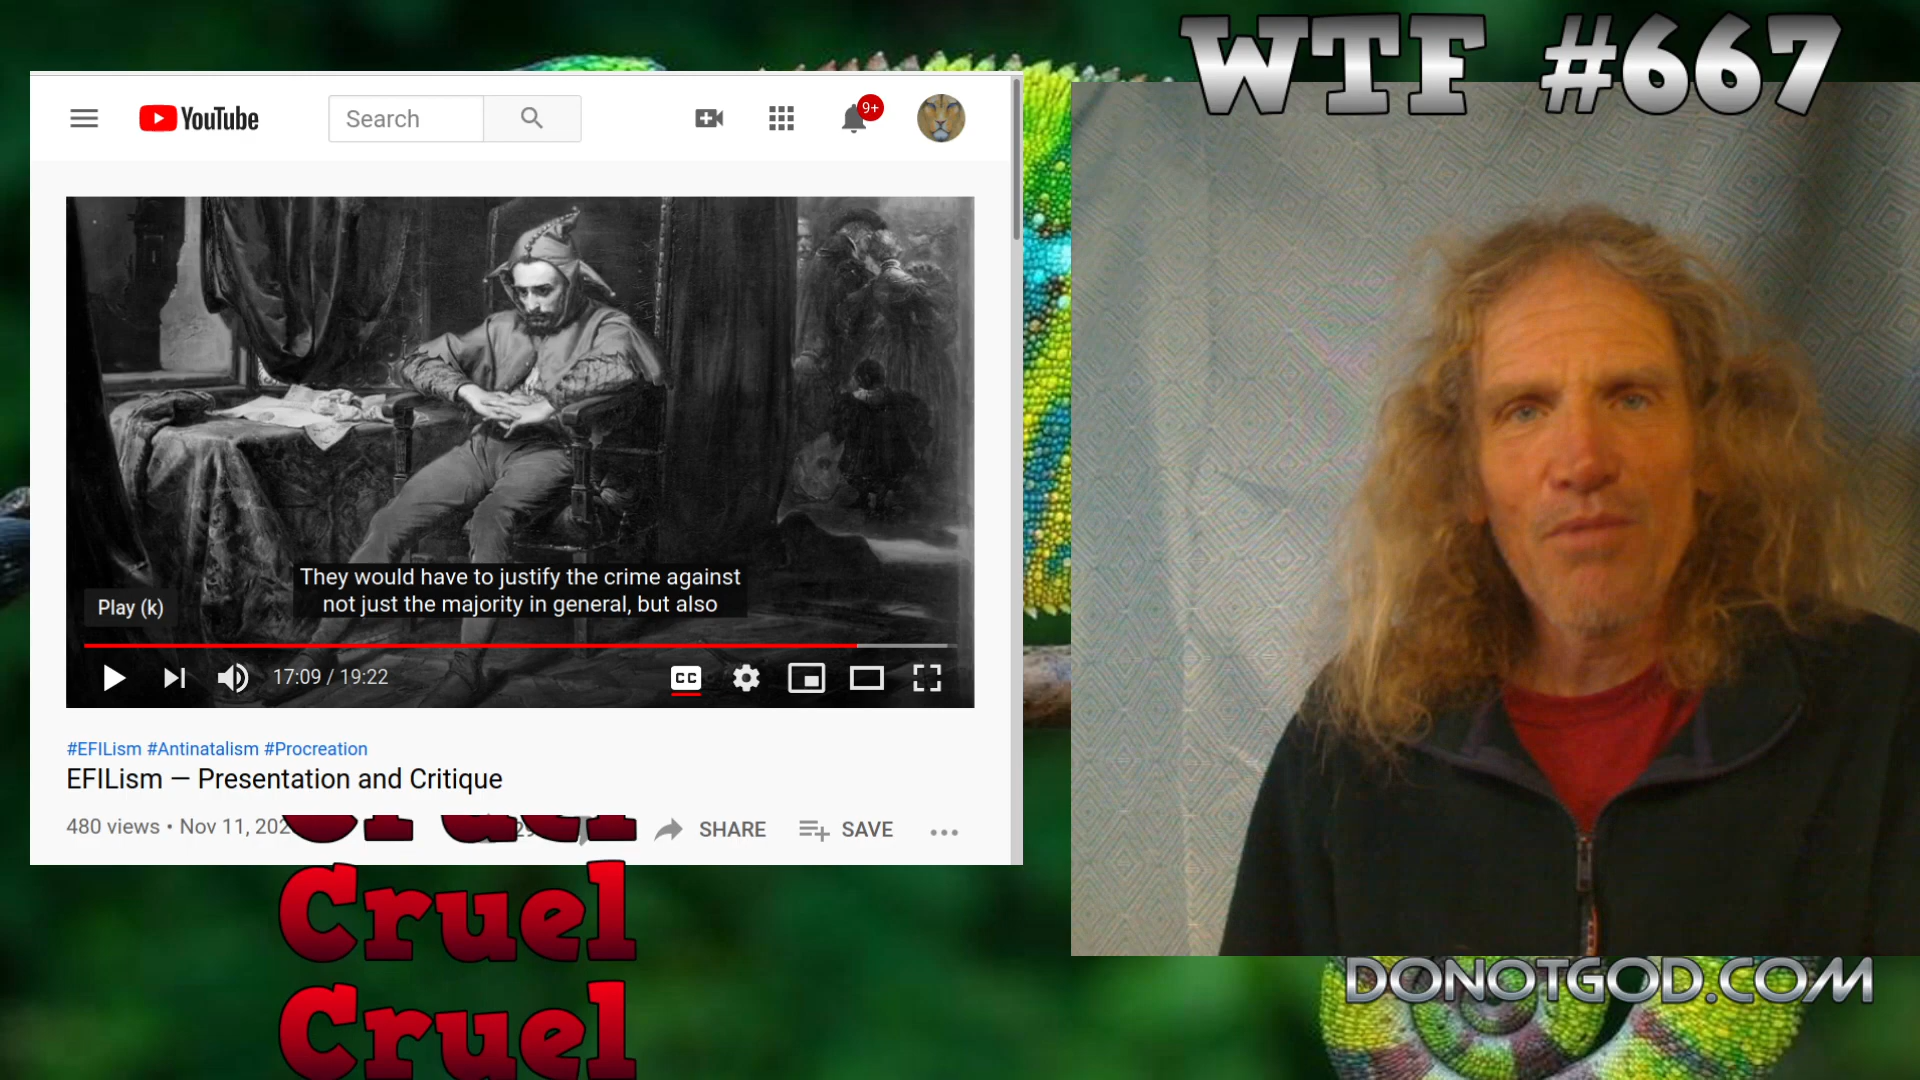 WTF #667
YouTube
Search
9+
They would have to justify the crime against
not just the majority in general, but also
Play (k)
17:09 / 19:22
CC
#EFILism #Antinatalism #Procreation
EFILism — Presentation and Critique
480 views • Nov 11, 202
SHARE
SAVE
Cruel
Cruel
Cruel
DONOTGOD.COM